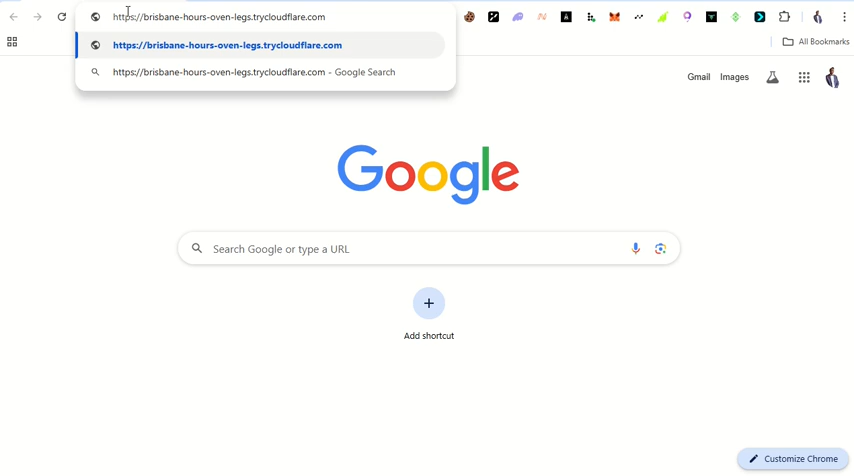 https://brisbane-hours-oven-legs.trycloudflare.com
https://brisbane-hours-oven-legs.trycloudflare.com
https://brisbane-hours-oven-legs.trycloudflare.com - Google Search
All Bookmarks
Gmail Images
Google
Search Google or type a URL
Add shortcut
Customize Chrome